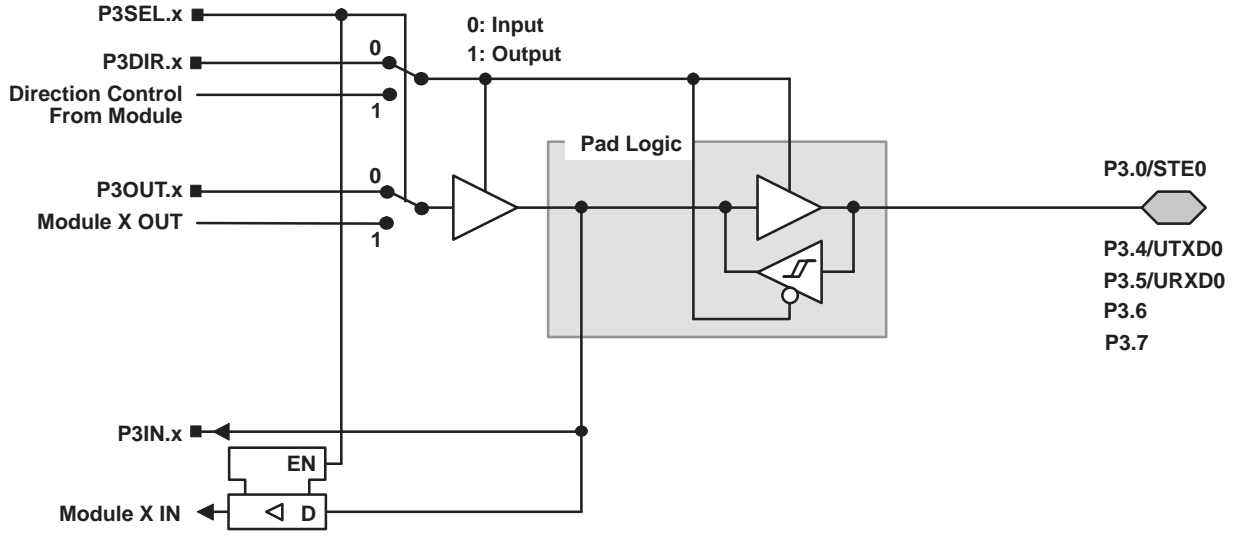 P3SEL.x
0: Input
1: Output
P3DIR.x
0
Direction Control
From Module
1
Pad Logic
P3.0/STE0
P3OUT.x
0
Module X OUT
1
P3.4/UTXD0
P3.5/URXD0
P3.6
P3.7
P3IN.x
EN
Module X IN
D